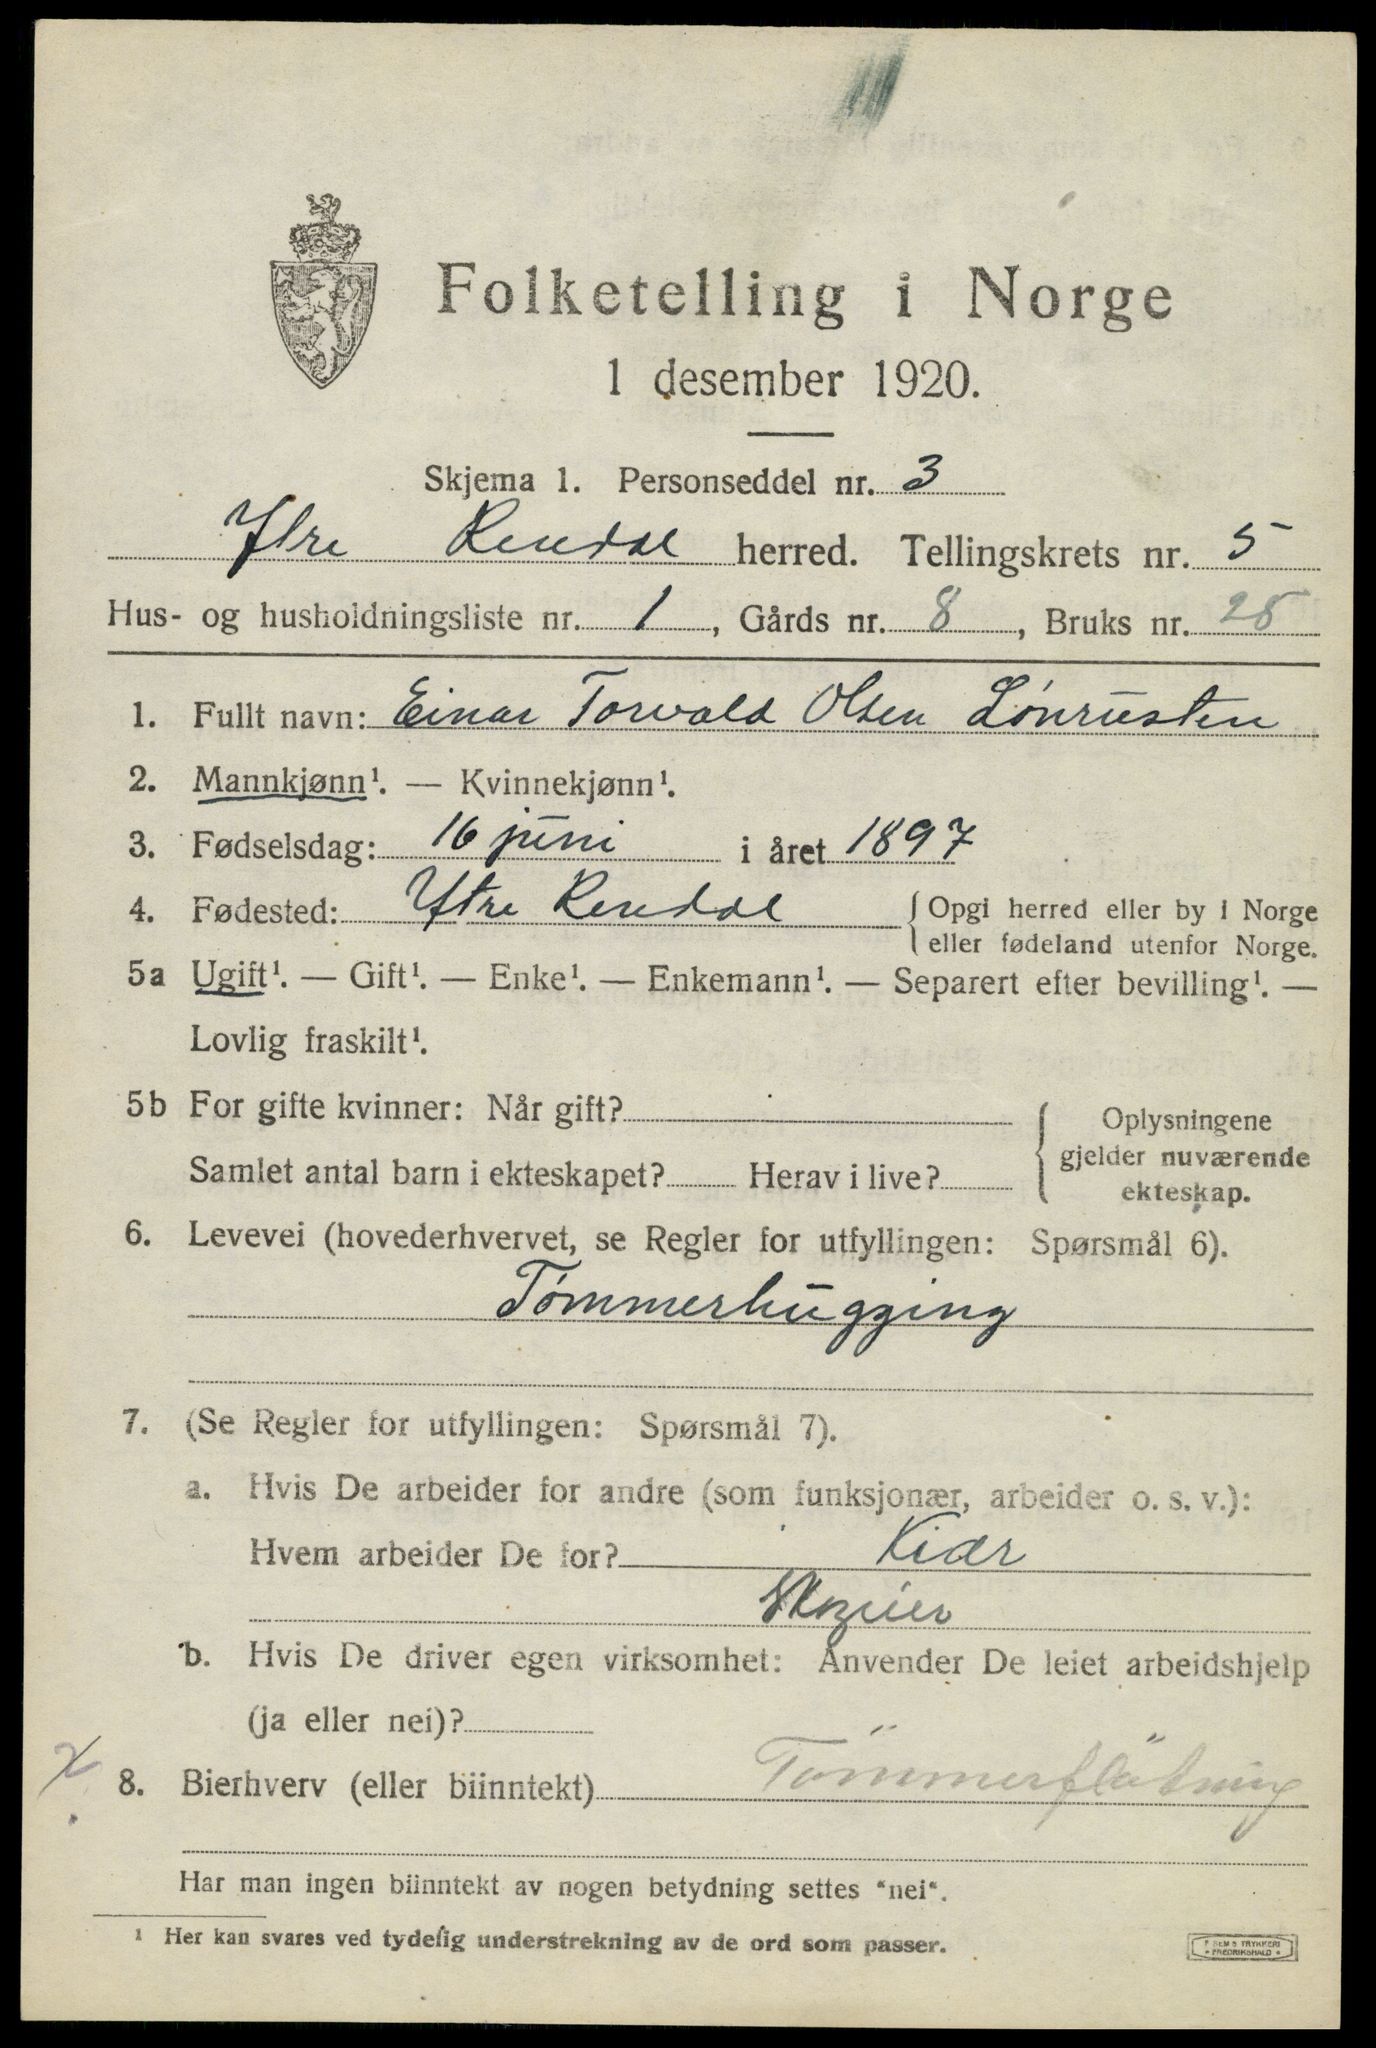 Folketelling i Norge
1 desember 1920.
Skjema 1. Personseddel nr. 3
Ytre Rendal herred. Tellingskrets nr. 5
Hus- og husholdningsliste nr. 1, Gårds nr. 8, Bruks nr. 25
1. Fullt navn: Einar Torvald Olsen Lønrusten
2. Mannkjønn¹. — Kvinnekjønn¹.
3. Fødselsdag: 16 juni i året 1897
4. Fødested: Ytre Rendal { Opgi herred eller by i Norge
eller fødeland utenfor Norge.
5a Ugift¹. — Gift¹. — Enke¹. — Enkemann¹. — Separert efter bevilling¹. —
Lovlig fraskilt¹.
5b For gifte kvinner: Når gift? { Oplysningene
gjelder nuværende
Samlet antal barn i ekteskapet? Herav i live?
ekteskap.
6. Levevei (hovederhvervet, se Regler for utfyllingen: Spørsmål 6).
Tømmerhugging
7. (Se Regler for utfyllingen: Spørsmål 7).
a. Hvis De arbeider for andre (som funksjonær, arbeider o. s. v.):
Hvem arbeider De for? Kiær
b. Hvis De driver egen virksomhet: Anvender De leiet arbeidshjelp
(ja eller nei)?
8. Bierhverv (eller biinntekt) Tømmerfløtning
Har man ingen biinntekt av nogen betydning settes "nei".
¹ Her kan svares ved tydelig understrekning av de ord som passer.